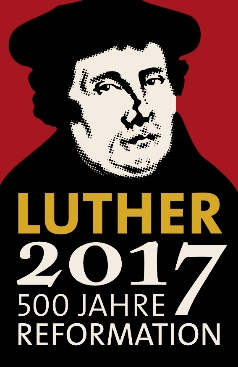 LUTHER
2017
500 JAHRE
REFORMATION